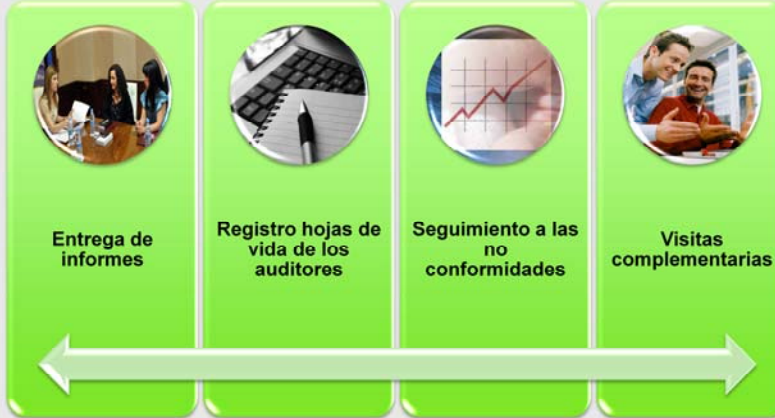 Entrega de
informes
Registro hojas de
vida de los
auditores
Seguimiento a las
no
conformidades
Visitas
complementarias